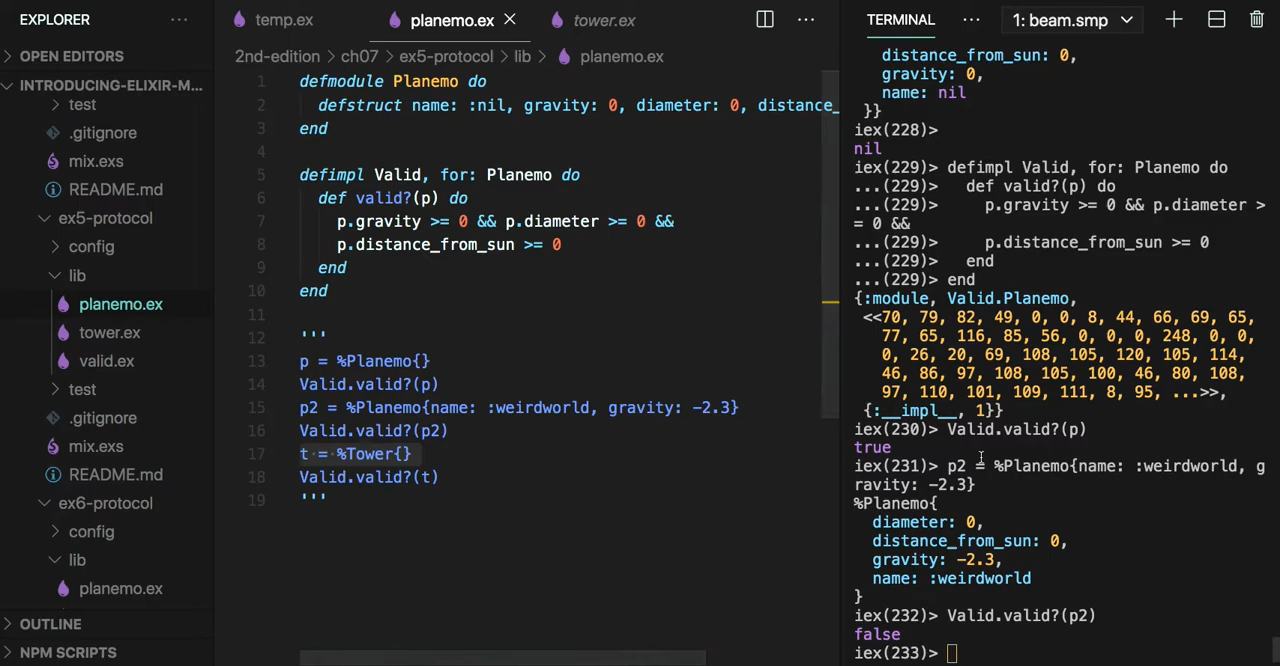 EXPLORER ···
OPEN EDITORS
INTRODUCING-ELIXIR-M...
test
.gitignore
mix.exs
README.md
ex5-protocol
config
lib
planemo.ex
tower.ex
valid.ex
test
.gitignore
mix.exs
README.md
ex6-protocol
config
lib
planemo.ex
OUTLINE
NPM SCRIPTS
temp.ex planemo.ex tower.ex ···
2nd-edition > ch07 > ex5-protocol > lib > planemo.ex
1 defmodule Planemo do
2 defstruct name: :nil, gravity: 0, diameter: 0, distance_
3 end
4
5 defimpl Valid, for: Planemo do
6 def valid?(p) do
7 p.gravity >= 0 && p.diameter >= 0 &&
8 p.distance_from_sun >= 0
9 end
10 end
11
12 '''
13 p = %Planemo{}
14 Valid.valid?(p)
15 p2 = %Planemo{name: :weirdworld, gravity: -2.3}
16 Valid.valid?(p2)
17 t = %Tower{}
18 Valid.valid?(t)
19 '''
TERMINAL ··· 1: beam.smp
distance_from_sun: 0,
gravity: 0,
name: nil
}}
iex(228)>
nil
iex(229)> defimpl Valid, for: Planemo do
...(229)> def valid?(p) do
...(229)> p.gravity >= 0 && p.diameter >
= 0 &&
...(229)> p.distance_from_sun >= 0
...(229)> end
...(229)> end
{:module, Valid.Planemo,
<<70, 79, 82, 49, 0, 0, 8, 44, 66, 69, 65,
77, 65, 116, 85, 56, 0, 0, 0, 248, 0, 0,
0, 26, 20, 69, 108, 105, 120, 105, 114,
46, 86, 97, 108, 105, 100, 46, 80, 108,
97, 110, 101, 109, 111, 8, 95, ...>>,
{:__impl__, 1}}
iex(230)> Valid.valid?(p)
true
iex(231)> p2 = %Planemo{name: :weirdworld, g
ravity: -2.3}
%Planemo{
diameter: 0,
distance_from_sun: 0,
gravity: -2.3,
name: :weirdworld
}
iex(232)> Valid.valid?(p2)
false
iex(233)>